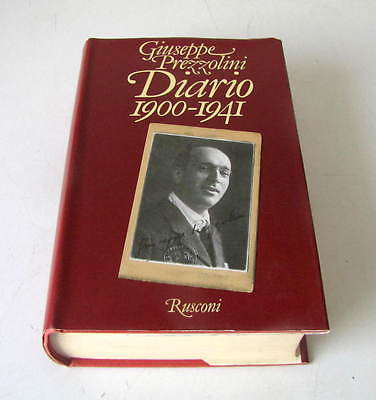 Giuseppe
Prezzolini
Diario
1900-1941
Rusconi